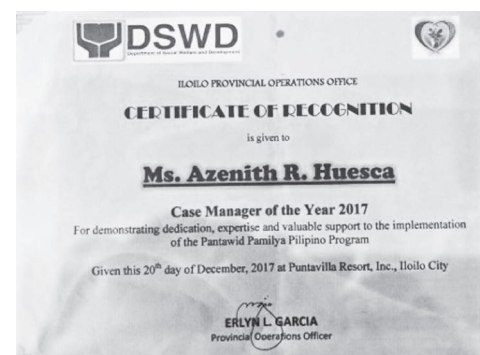 DSWD
Department of Social Welfare and Development
ILOILO PROVINCIAL OPERATIONS OFFICE
CERTIFICATE OF RECOGNITION
is given to
Ms. Azenith R. Huesca
Case Manager of the Year 2017
For demonstrating dedication, expertise and valuable support to the implementation
of the Pantawid Pamilya Pilipino Program
Given this 20th day of December, 2017 at Puntavilla Resort, Inc., Iloilo City
ERLYN L. GARCIA
Provincial Operations Officer